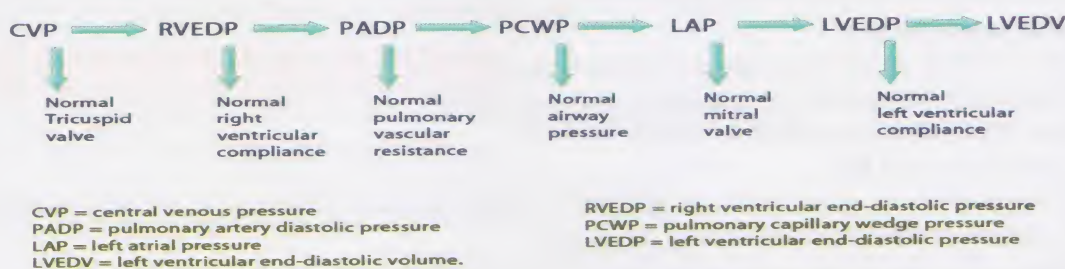 CVP RVEDP PADP PCWP LAP LVEDP LVEDV
Normal
Tricuspid
valve
Normal
right
ventricular
compliance
Normal
pulmonary
vascular
resistance
Normal
airway
pressure
Normal
mitral
valve
Normal
left ventricular
compliance
CVP = central venous pressure
PADP = pulmonary artery diastolic pressure
LAP = left atrial pressure
LVEDV = left ventricular end-diastolic volume.
RVEDP = right ventricular end-diastolic pressure
PCWP = pulmonary capillary wedge pressure
LVEDP = left ventricular end-diastolic pressure